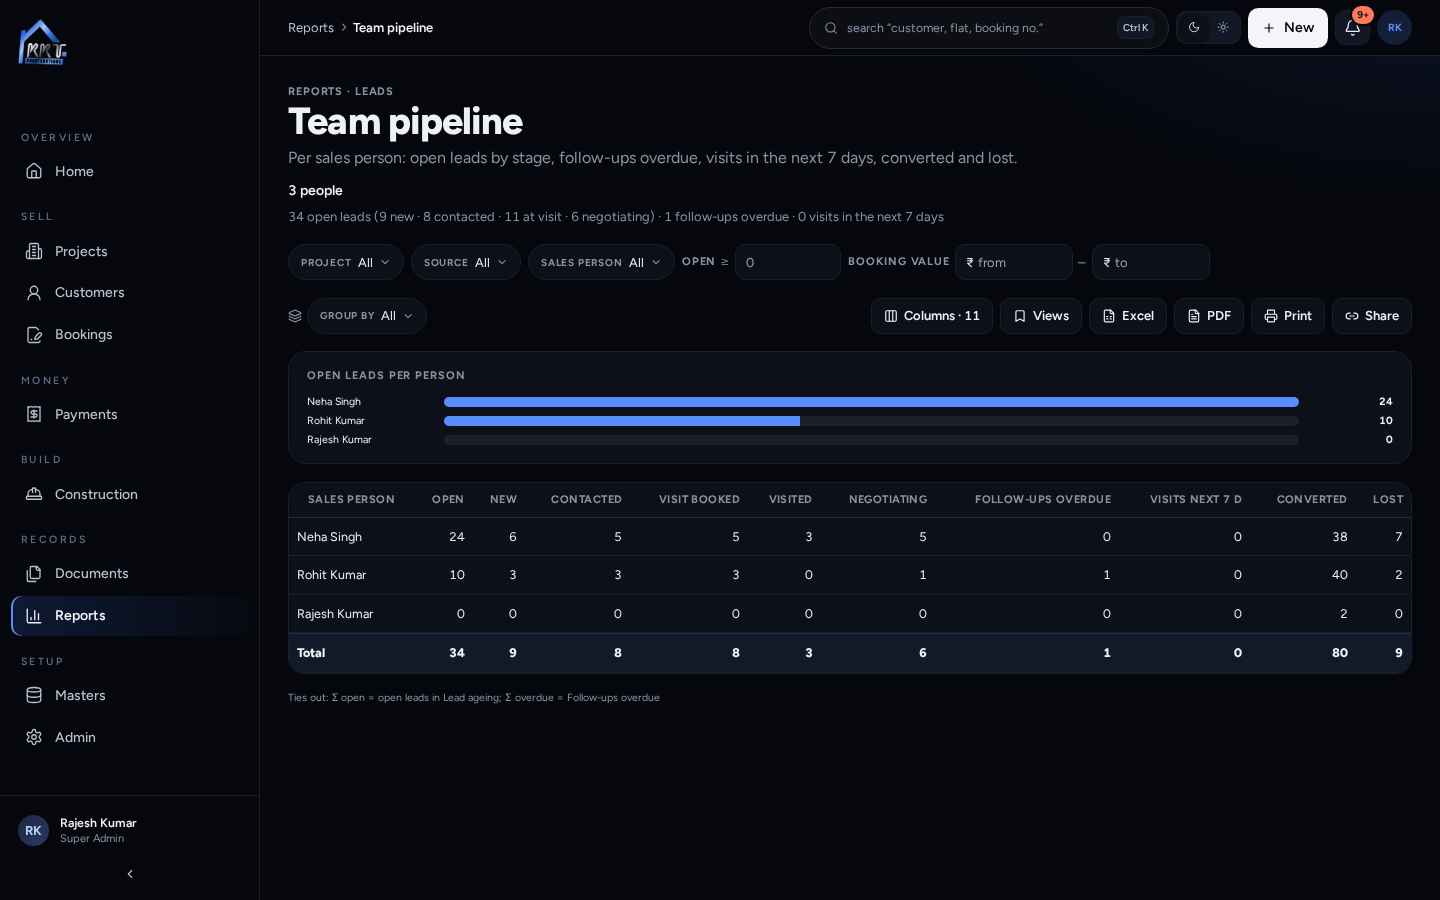 OVERVIEW
Home
SELL
Projects
Customers
Bookings
MONEY
Payments
BUILD
Construction
RECORDS
Documents
Reports
SETUP
Masters
Admin
RK
Rajesh Kumar
Super Admin
Reports > Team pipeline
search “customer, flat, booking no.” Ctrl K
+ New
9+
RK
REPORTS · LEADS
Team pipeline
Per sales person: open leads by stage, follow-ups overdue, visits in the next 7 days, converted and lost.
3 people
34 open leads (9 new · 8 contacted · 11 at visit · 6 negotiating) · 1 follow-ups overdue · 0 visits in the next 7 days
PROJECT All SOURCE All SALES PERSON All OPEN ≥ 0 BOOKING VALUE ₹ from – ₹ to
GROUP BY All Columns · 11 Views Excel PDF Print Share
OPEN LEADS PER PERSON
Neha Singh 24
Rohit Kumar 10
Rajesh Kumar 0
SALES PERSON OPEN NEW CONTACTED VISIT BOOKED VISITED NEGOTIATING FOLLOW-UPS OVERDUE VISITS NEXT 7 D CONVERTED LOST
Neha Singh 24 6 5 5 3 5 0 0 38 7
Rohit Kumar 10 3 3 3 0 1 1 0 40 2
Rajesh Kumar 0 0 0 0 0 0 0 0 2 0
Total 34 9 8 8 3 6 1 0 80 9
Ties out: Σ open = open leads in Lead ageing; Σ overdue = Follow-ups overdue